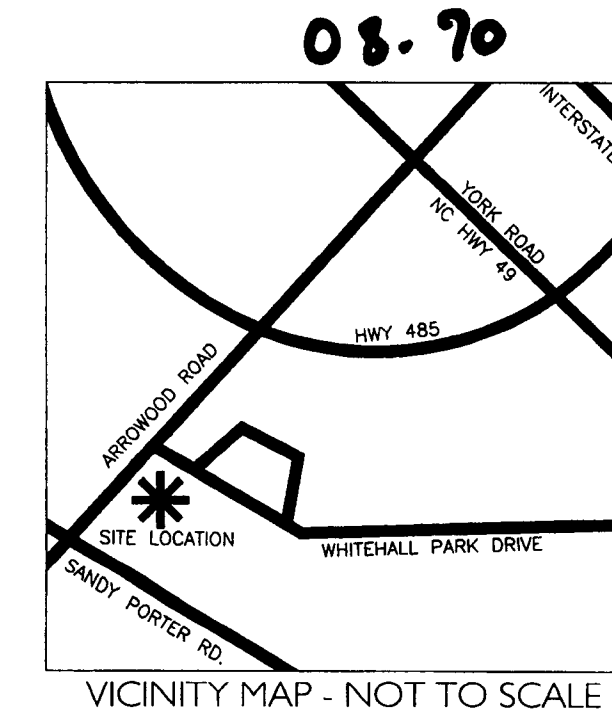 08.70
INTERSTATE
YORK ROAD
NC HWY 49
HWY 485
ARROWOOD ROAD
SITE LOCATION
WHITEHALL PARK DRIVE
SANDY PORTER RD.
VICINITY MAP - NOT TO SCALE